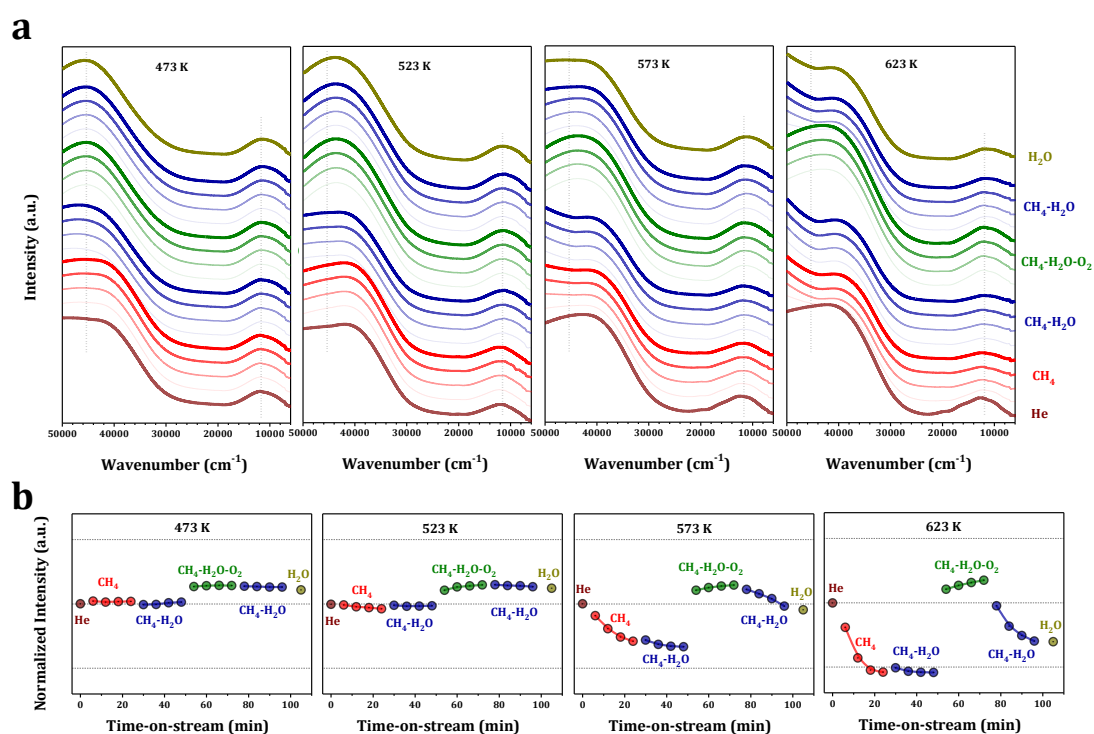 a
473 K
523 K
573 K
623 K
Intensity (a.u.)
H2O
CH4-H2O
CH4-H2O-O2
CH4-H2O
CH4
He
50000 40000 30000 20000 10000
50000 40000 30000 20000 10000
50000 40000 30000 20000 10000
50000 40000 30000 20000 10000
Wavenumber (cm-1)
Wavenumber (cm-1)
Wavenumber (cm-1)
Wavenumber (cm-1)
b
Normalized Intensity (a.u.)
473 K
He
CH4
CH4-H2O
CH4-H2O-O2
CH4-H2O
H2O
523 K
He
CH4
CH4-H2O
CH4-H2O-O2
CH4-H2O
H2O
573 K
He
CH4
CH4-H2O
CH4-H2O-O2
CH4-H2O
H2O
623 K
He
CH4
CH4-H2O
CH4-H2O-O2
CH4-H2O
H2O
0 20 40 60 80 100
0 20 40 60 80 100
0 20 40 60 80 100
0 20 40 60 80 100
Time-on-stream (min)
Time-on-stream (min)
Time-on-stream (min)
Time-on-stream (min)